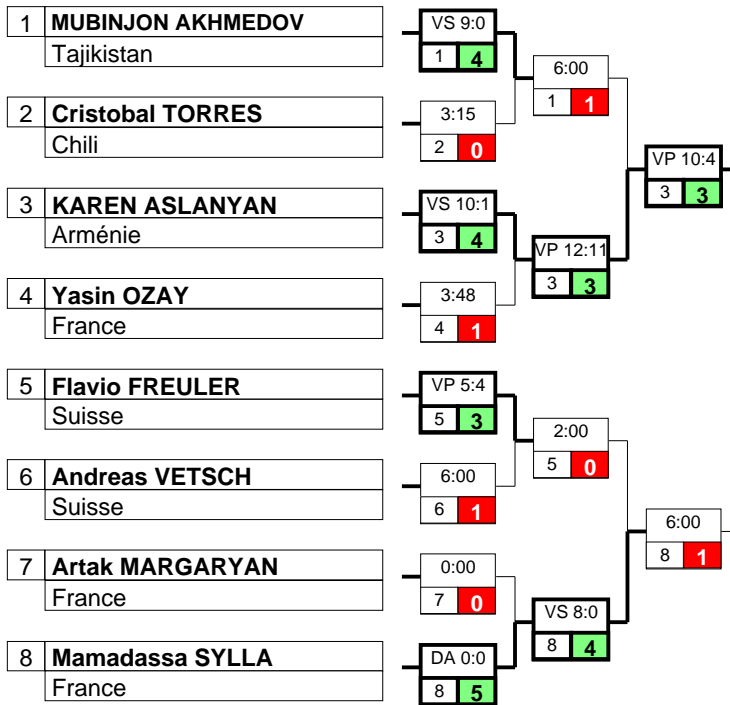 1 MUBINJON AKHMEDOV
Tajikistan
VS 9:0
1 4
6:00
1 1
2 Cristobal TORRES
Chili
3:15
2 0
VP 10:4
3 3
3 KAREN ASLANYAN
Arménie
VS 10:1
3 4
VP 12:11
3 3
4 Yasin OZAY
France
3:48
4 1
5 Flavio FREULER
Suisse
VP 5:4
5 3
2:00
5 0
6 Andreas VETSCH
Suisse
6:00
6 1
6:00
8 1
7 Artak MARGARYAN
France
0:00
7 0
VS 8:0
8 4
8 Mamadassa SYLLA
France
DA 0:0
8 5